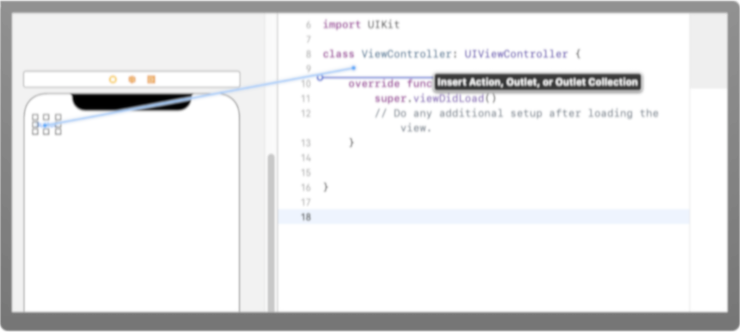 6 import UIKit
7
8 class ViewController: UIViewController {
9
10 override func
Insert Action, Outlet, or Outlet Collection
11 super.viewDidLoad()
12 // Do any additional setup after loading the
view.
13 }
14
15
16 }
17
18